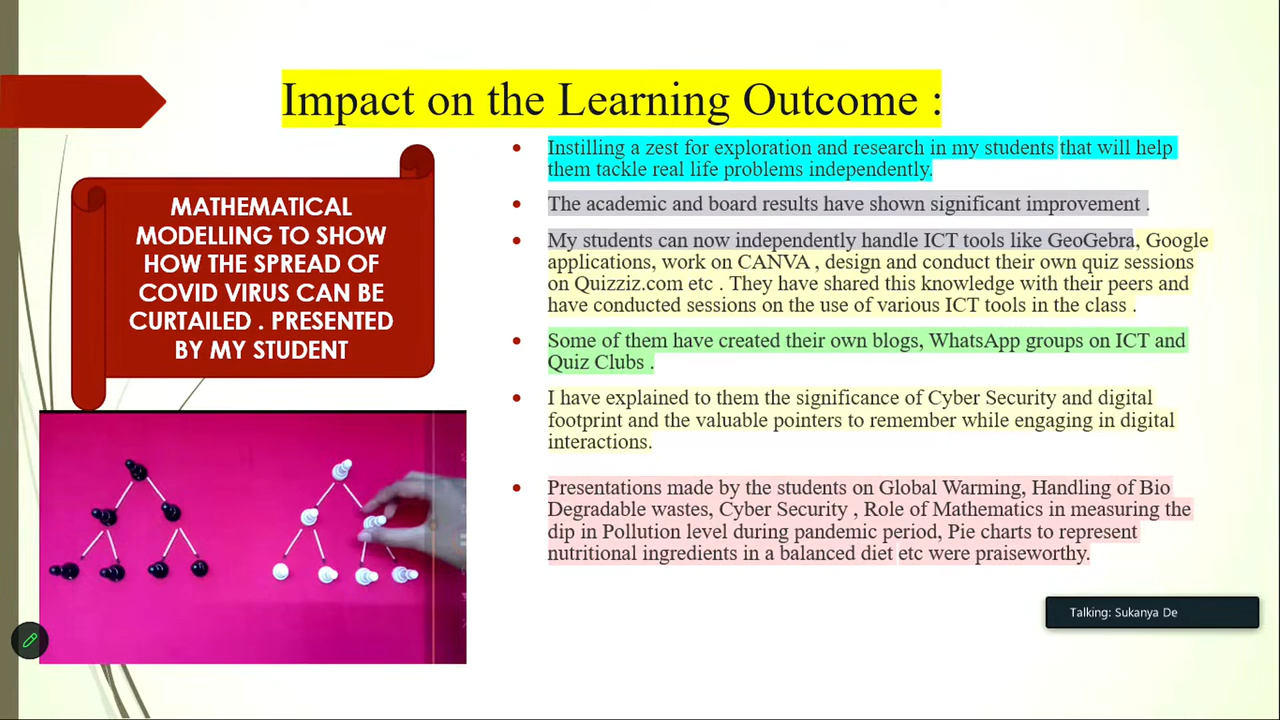 Impact on the Learning Outcome :
MATHEMATICAL
MODELLING TO SHOW
HOW THE SPREAD OF
COVID VIRUS CAN BE
CURTAILED . PRESENTED
BY MY STUDENT
• Instilling a zest for exploration and research in my students that will help
them tackle real life problems independently.
• The academic and board results have shown significant improvement .
• My students can now independently handle ICT tools like GeoGebra, Google
applications, work on CANVA , design and conduct their own quiz sessions
on Quizziz.com etc . They have shared this knowledge with their peers and
have conducted sessions on the use of various ICT tools in the class .
• Some of them have created their own blogs, WhatsApp groups on ICT and
Quiz Clubs .
• I have explained to them the significance of Cyber Security and digital
footprint and the valuable pointers to remember while engaging in digital
interactions.
• Presentations made by the students on Global Warming, Handling of Bio
Degradable wastes, Cyber Security , Role of Mathematics in measuring the
dip in Pollution level during pandemic period, Pie charts to represent
nutritional ingredients in a balanced diet etc were praiseworthy.
Talking: Sukanya De